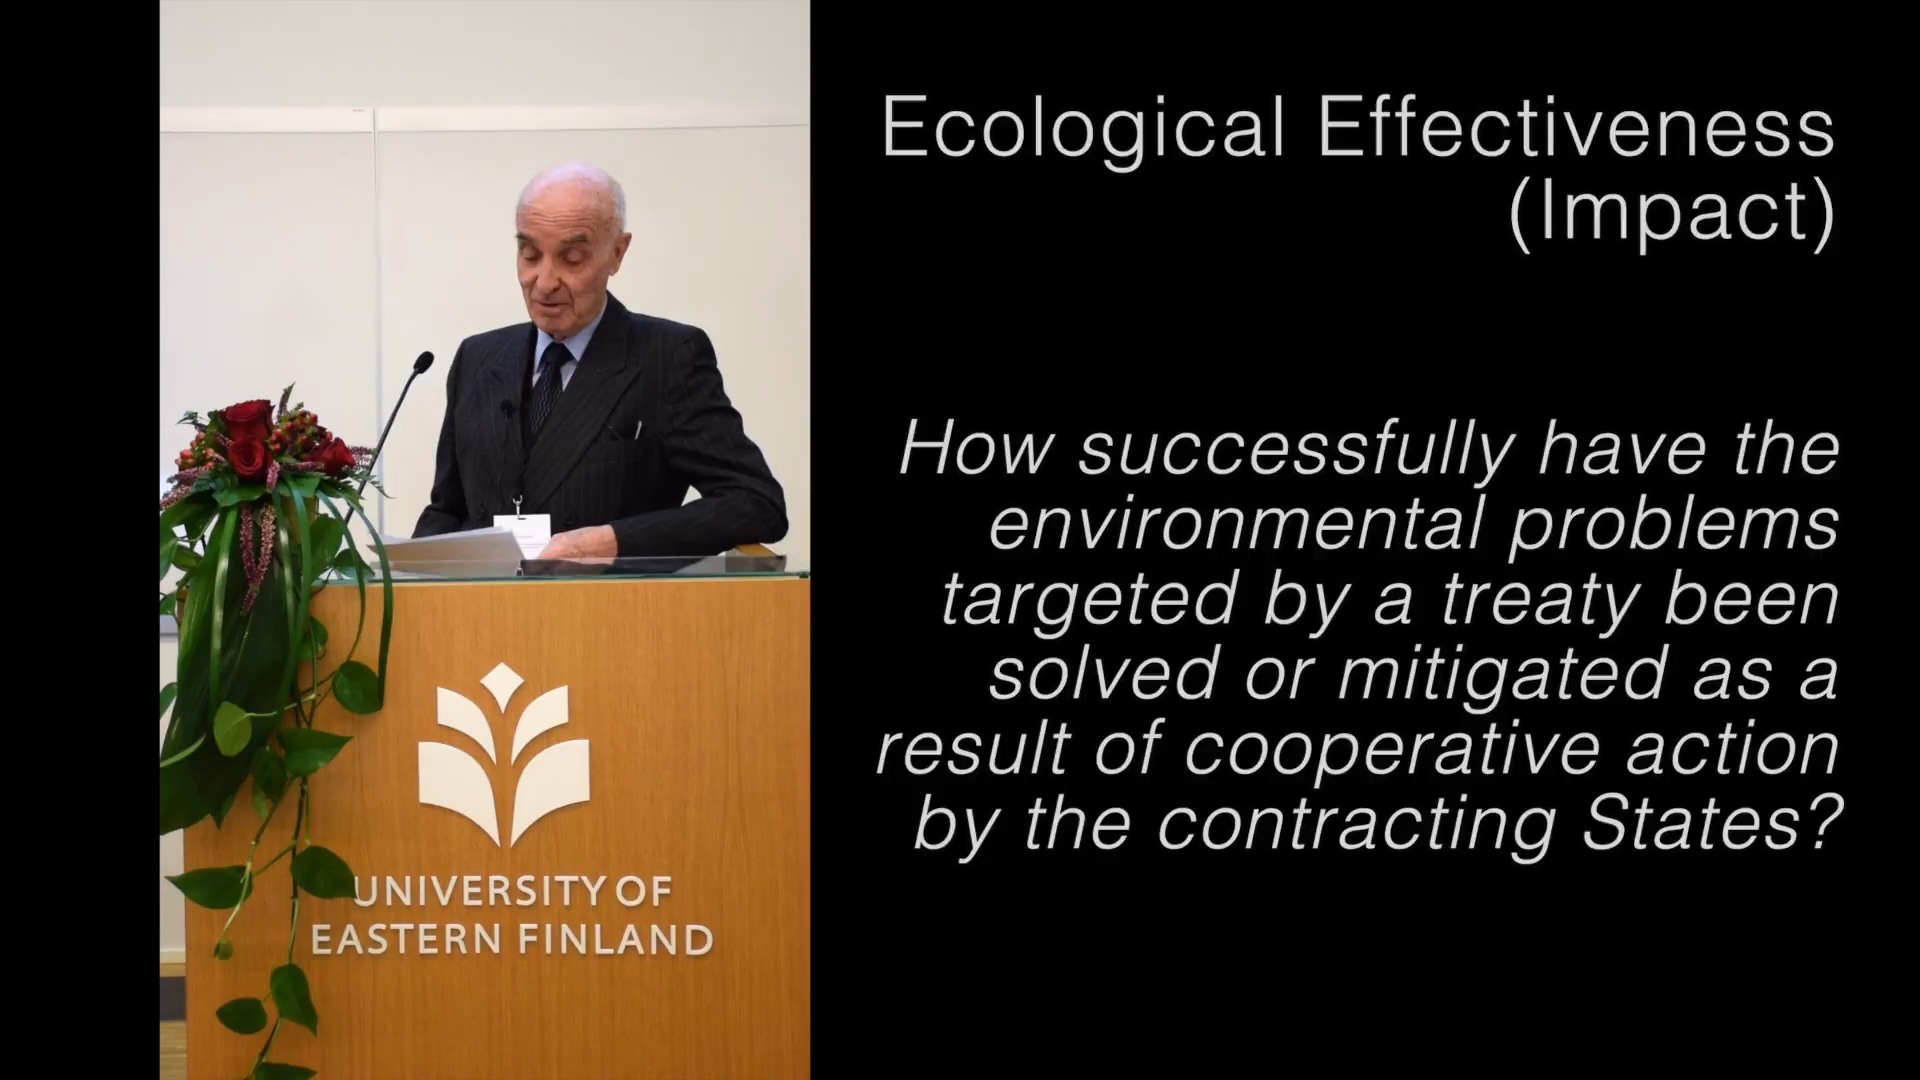 Ecological Effectiveness
(Impact)
How successfully have the
environmental problems
targeted by a treaty been
solved or mitigated as a
result of cooperative action
by the contracting States?
UNIVERSITY OF
EASTERN FINLAND